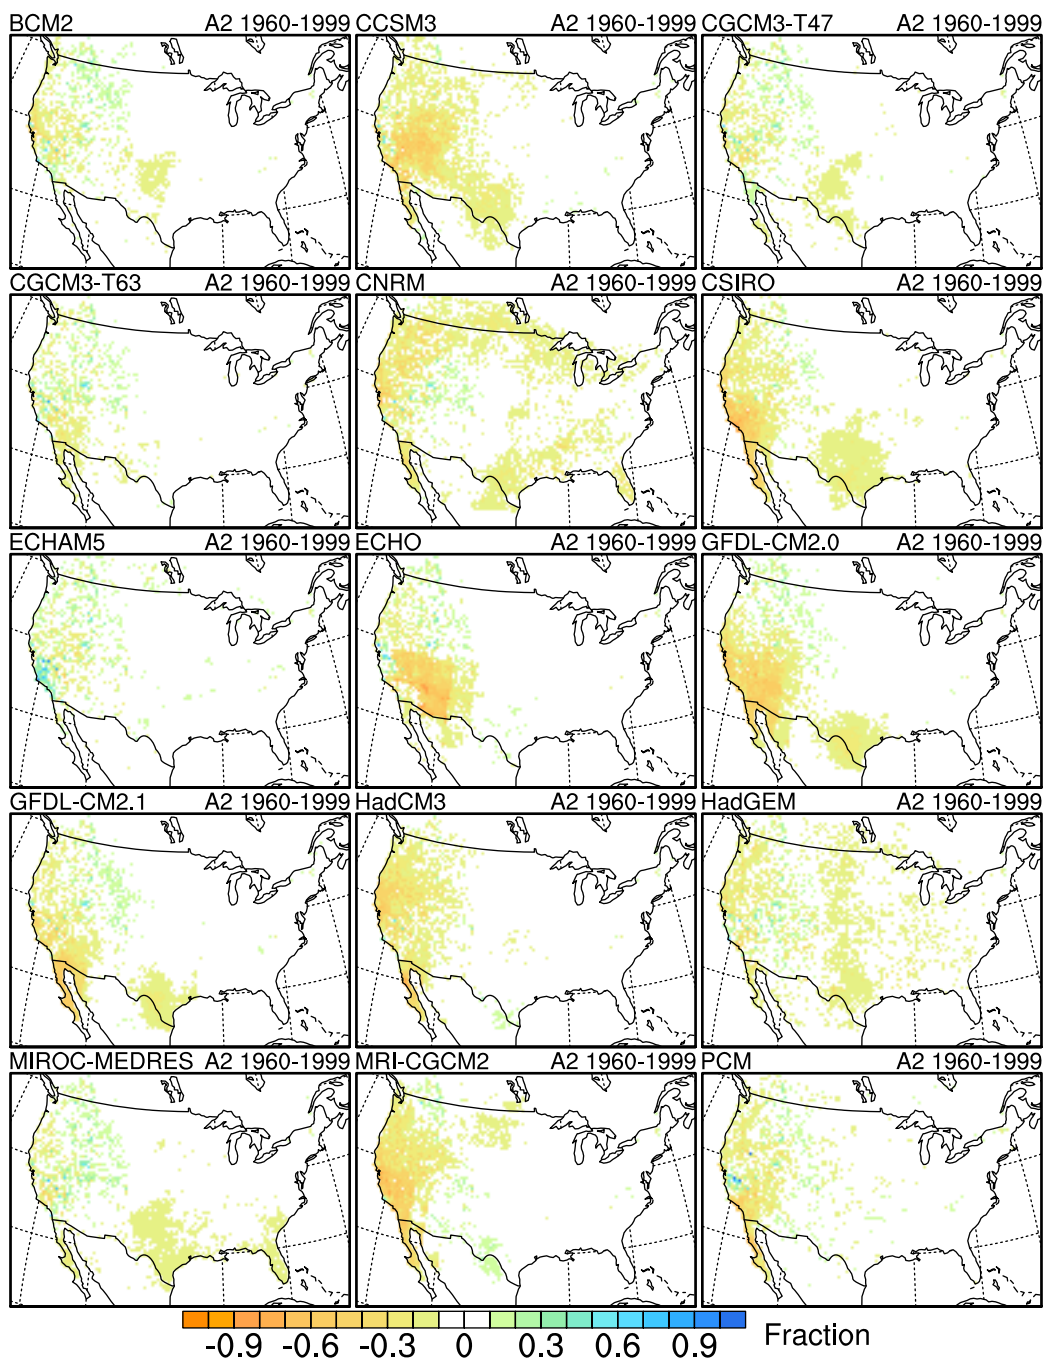 BCM2 A2 1960-1999 CCSM3 A2 1960-1999 CGCM3-T47 A2 1960-1999
CGCM3-T63 A2 1960-1999 CNRM A2 1960-1999 CSIRO A2 1960-1999
ECHAM5 A2 1960-1999 ECHO A2 1960-1999 GFDL-CM2.0 A2 1960-1999
GFDL-CM2.1 A2 1960-1999 HadCM3 A2 1960-1999 HadGEM A2 1960-1999
MIROC-MEDRES A2 1960-1999 MRI-CGCM2 A2 1960-1999 PCM A2 1960-1999
-0.9 -0.6 -0.3 0 0.3 0.6 0.9 Fraction